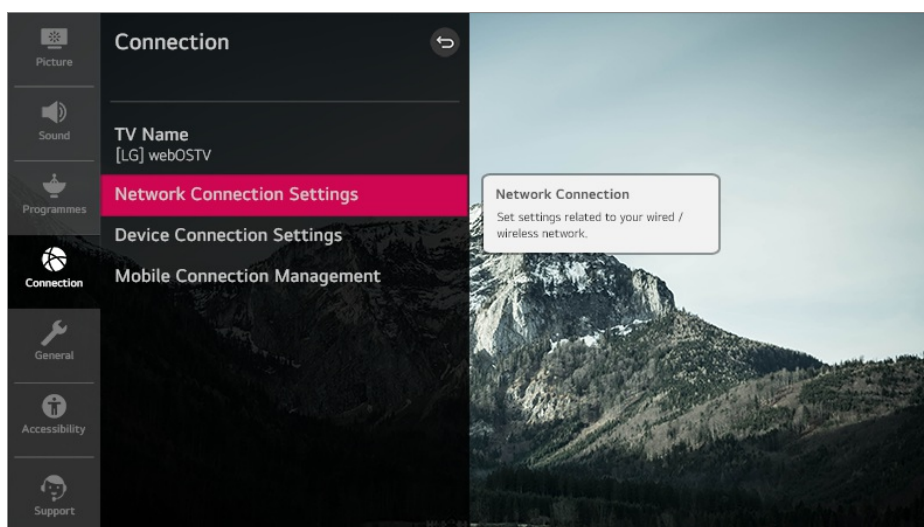 Picture
Sound
Programmes
Connection
General
Accessibility
Support
Connection
TV Name
[LG] webOSTV
Network Connection Settings
Device Connection Settings
Mobile Connection Management
Network Connection
Set settings related to your wired /
wireless network.